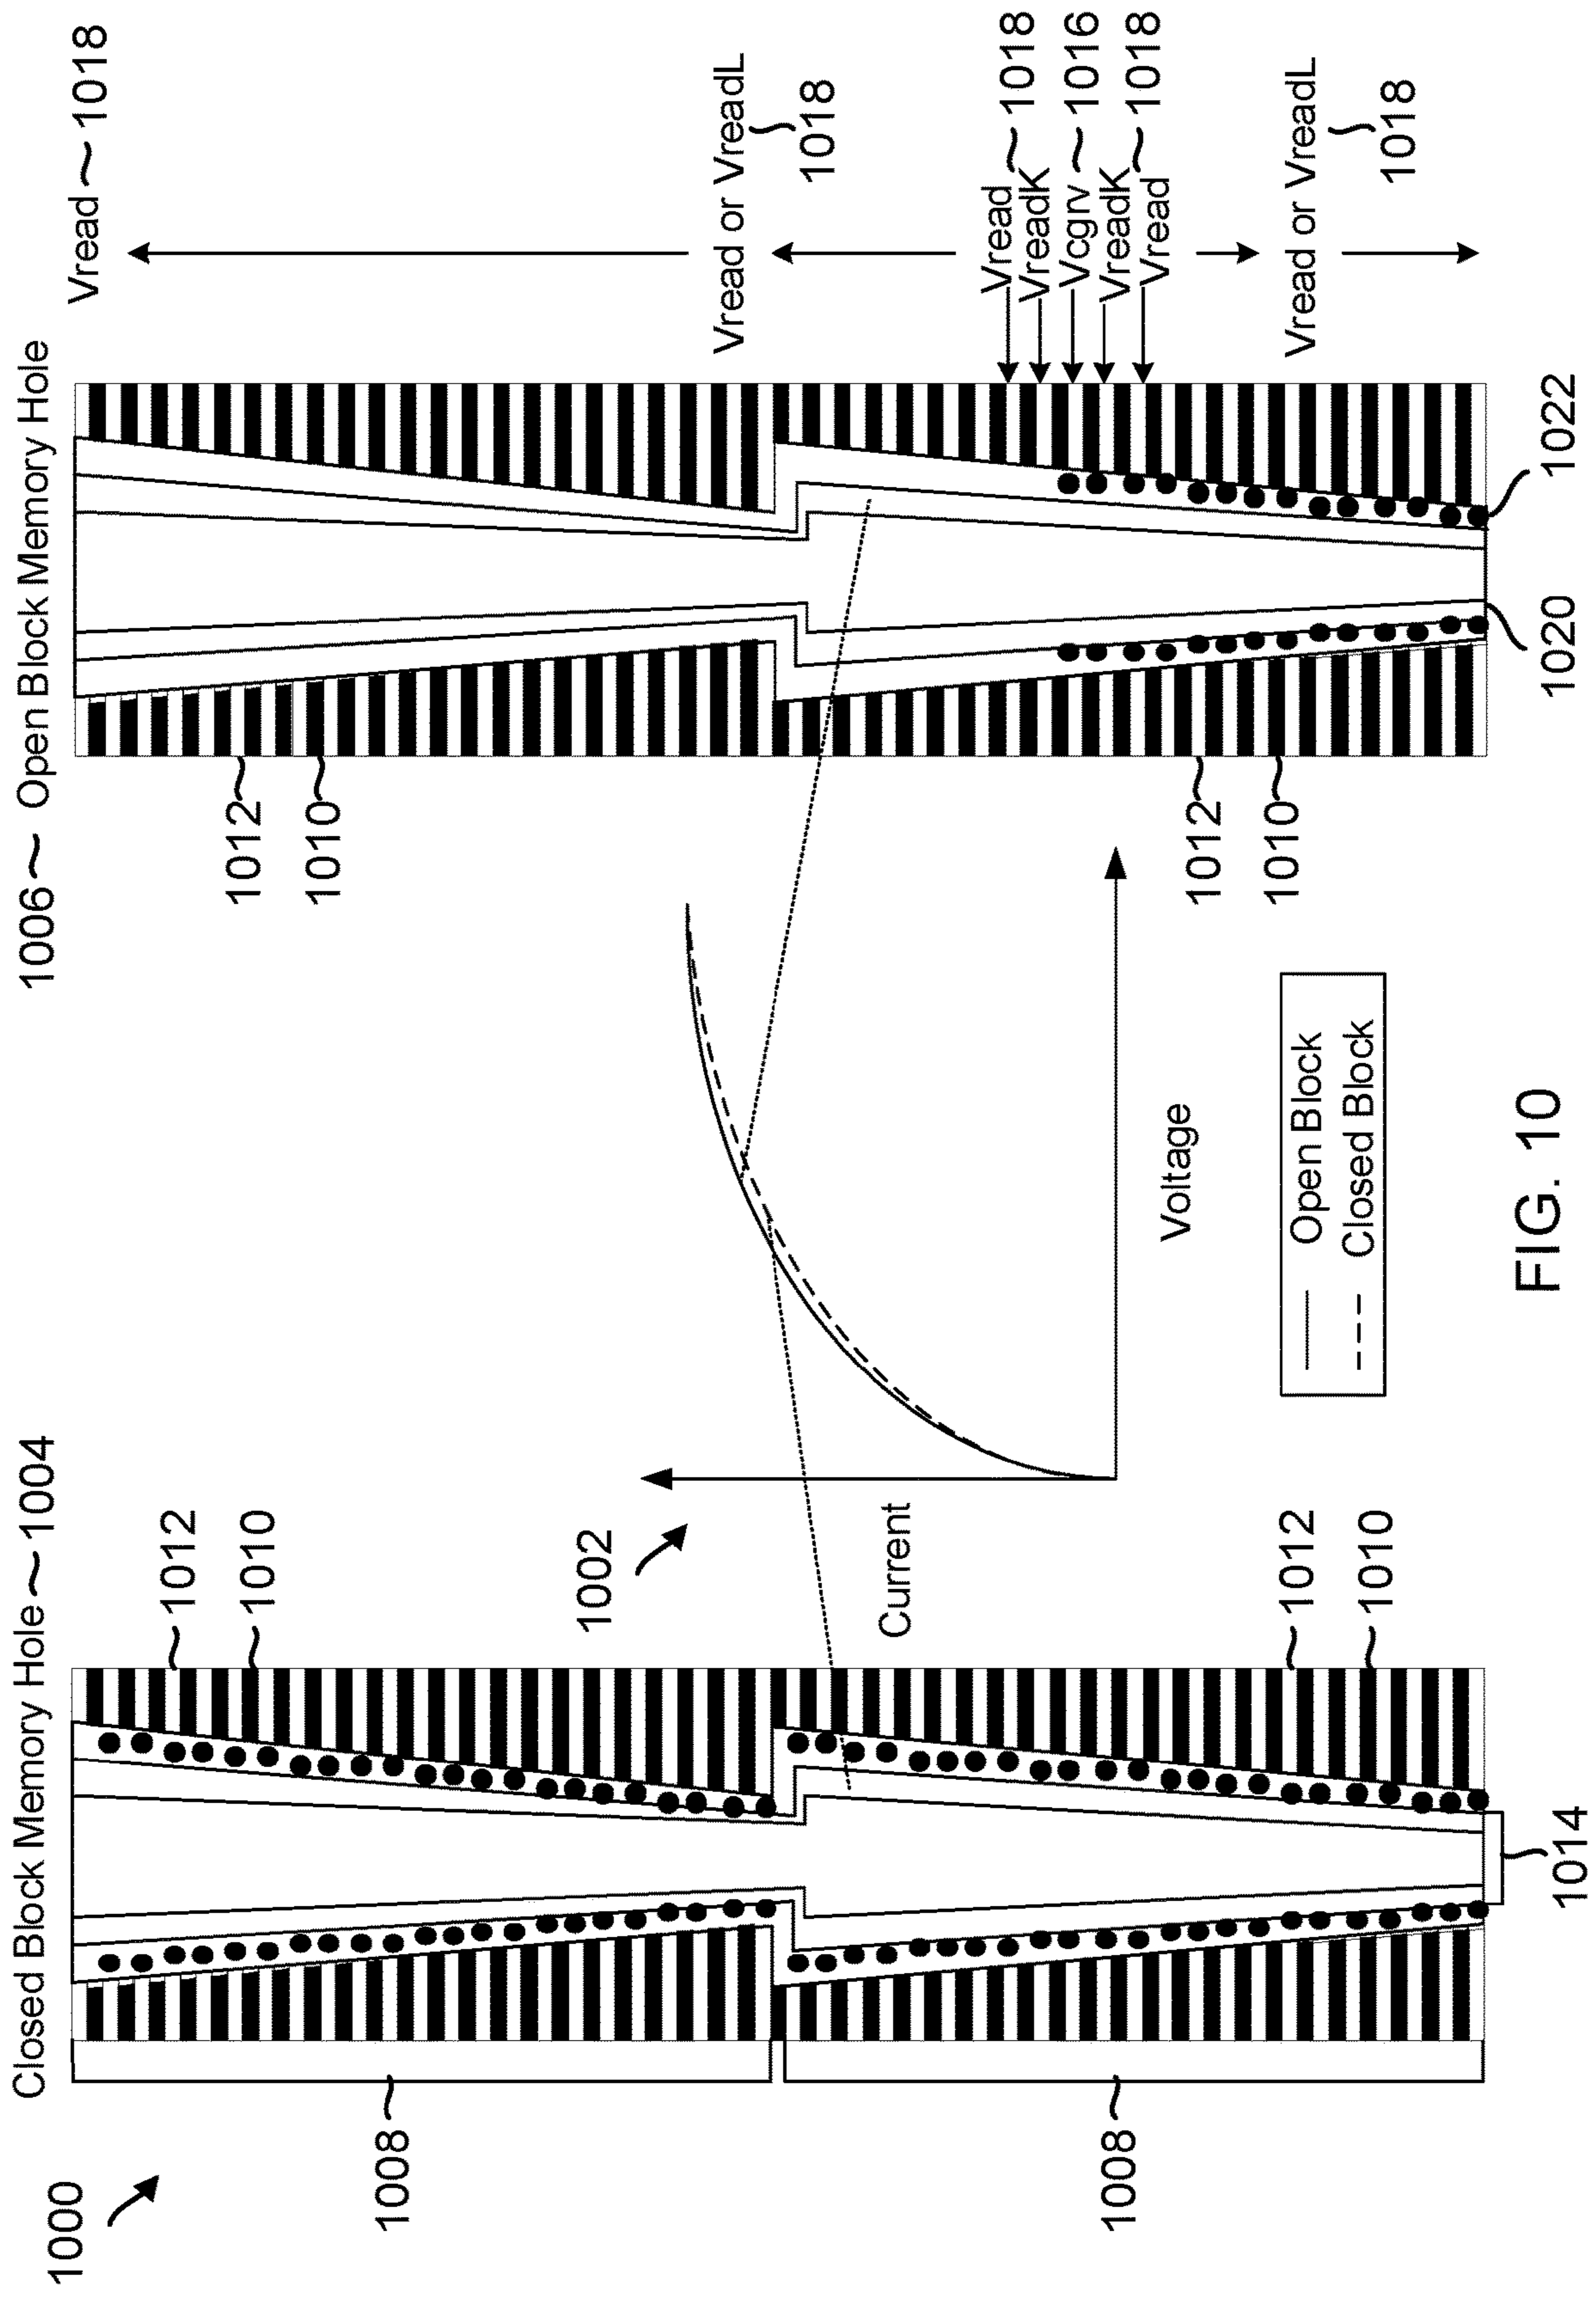 1000
Closed Block Memory Hole 1004
1006 Open Block Memory Hole
Vread 1018
1012
1010
1012
1010
1002
Vread or VreadL
1018
1008
Current
Vread 1018
VreadK
Vcgrv 1016
VreadK
Vread 1018
Voltage
1012
1010
1012
1010
Vread or VreadL
1018
1008
Open Block
Closed Block
1014
1020
1022
FIG. 10